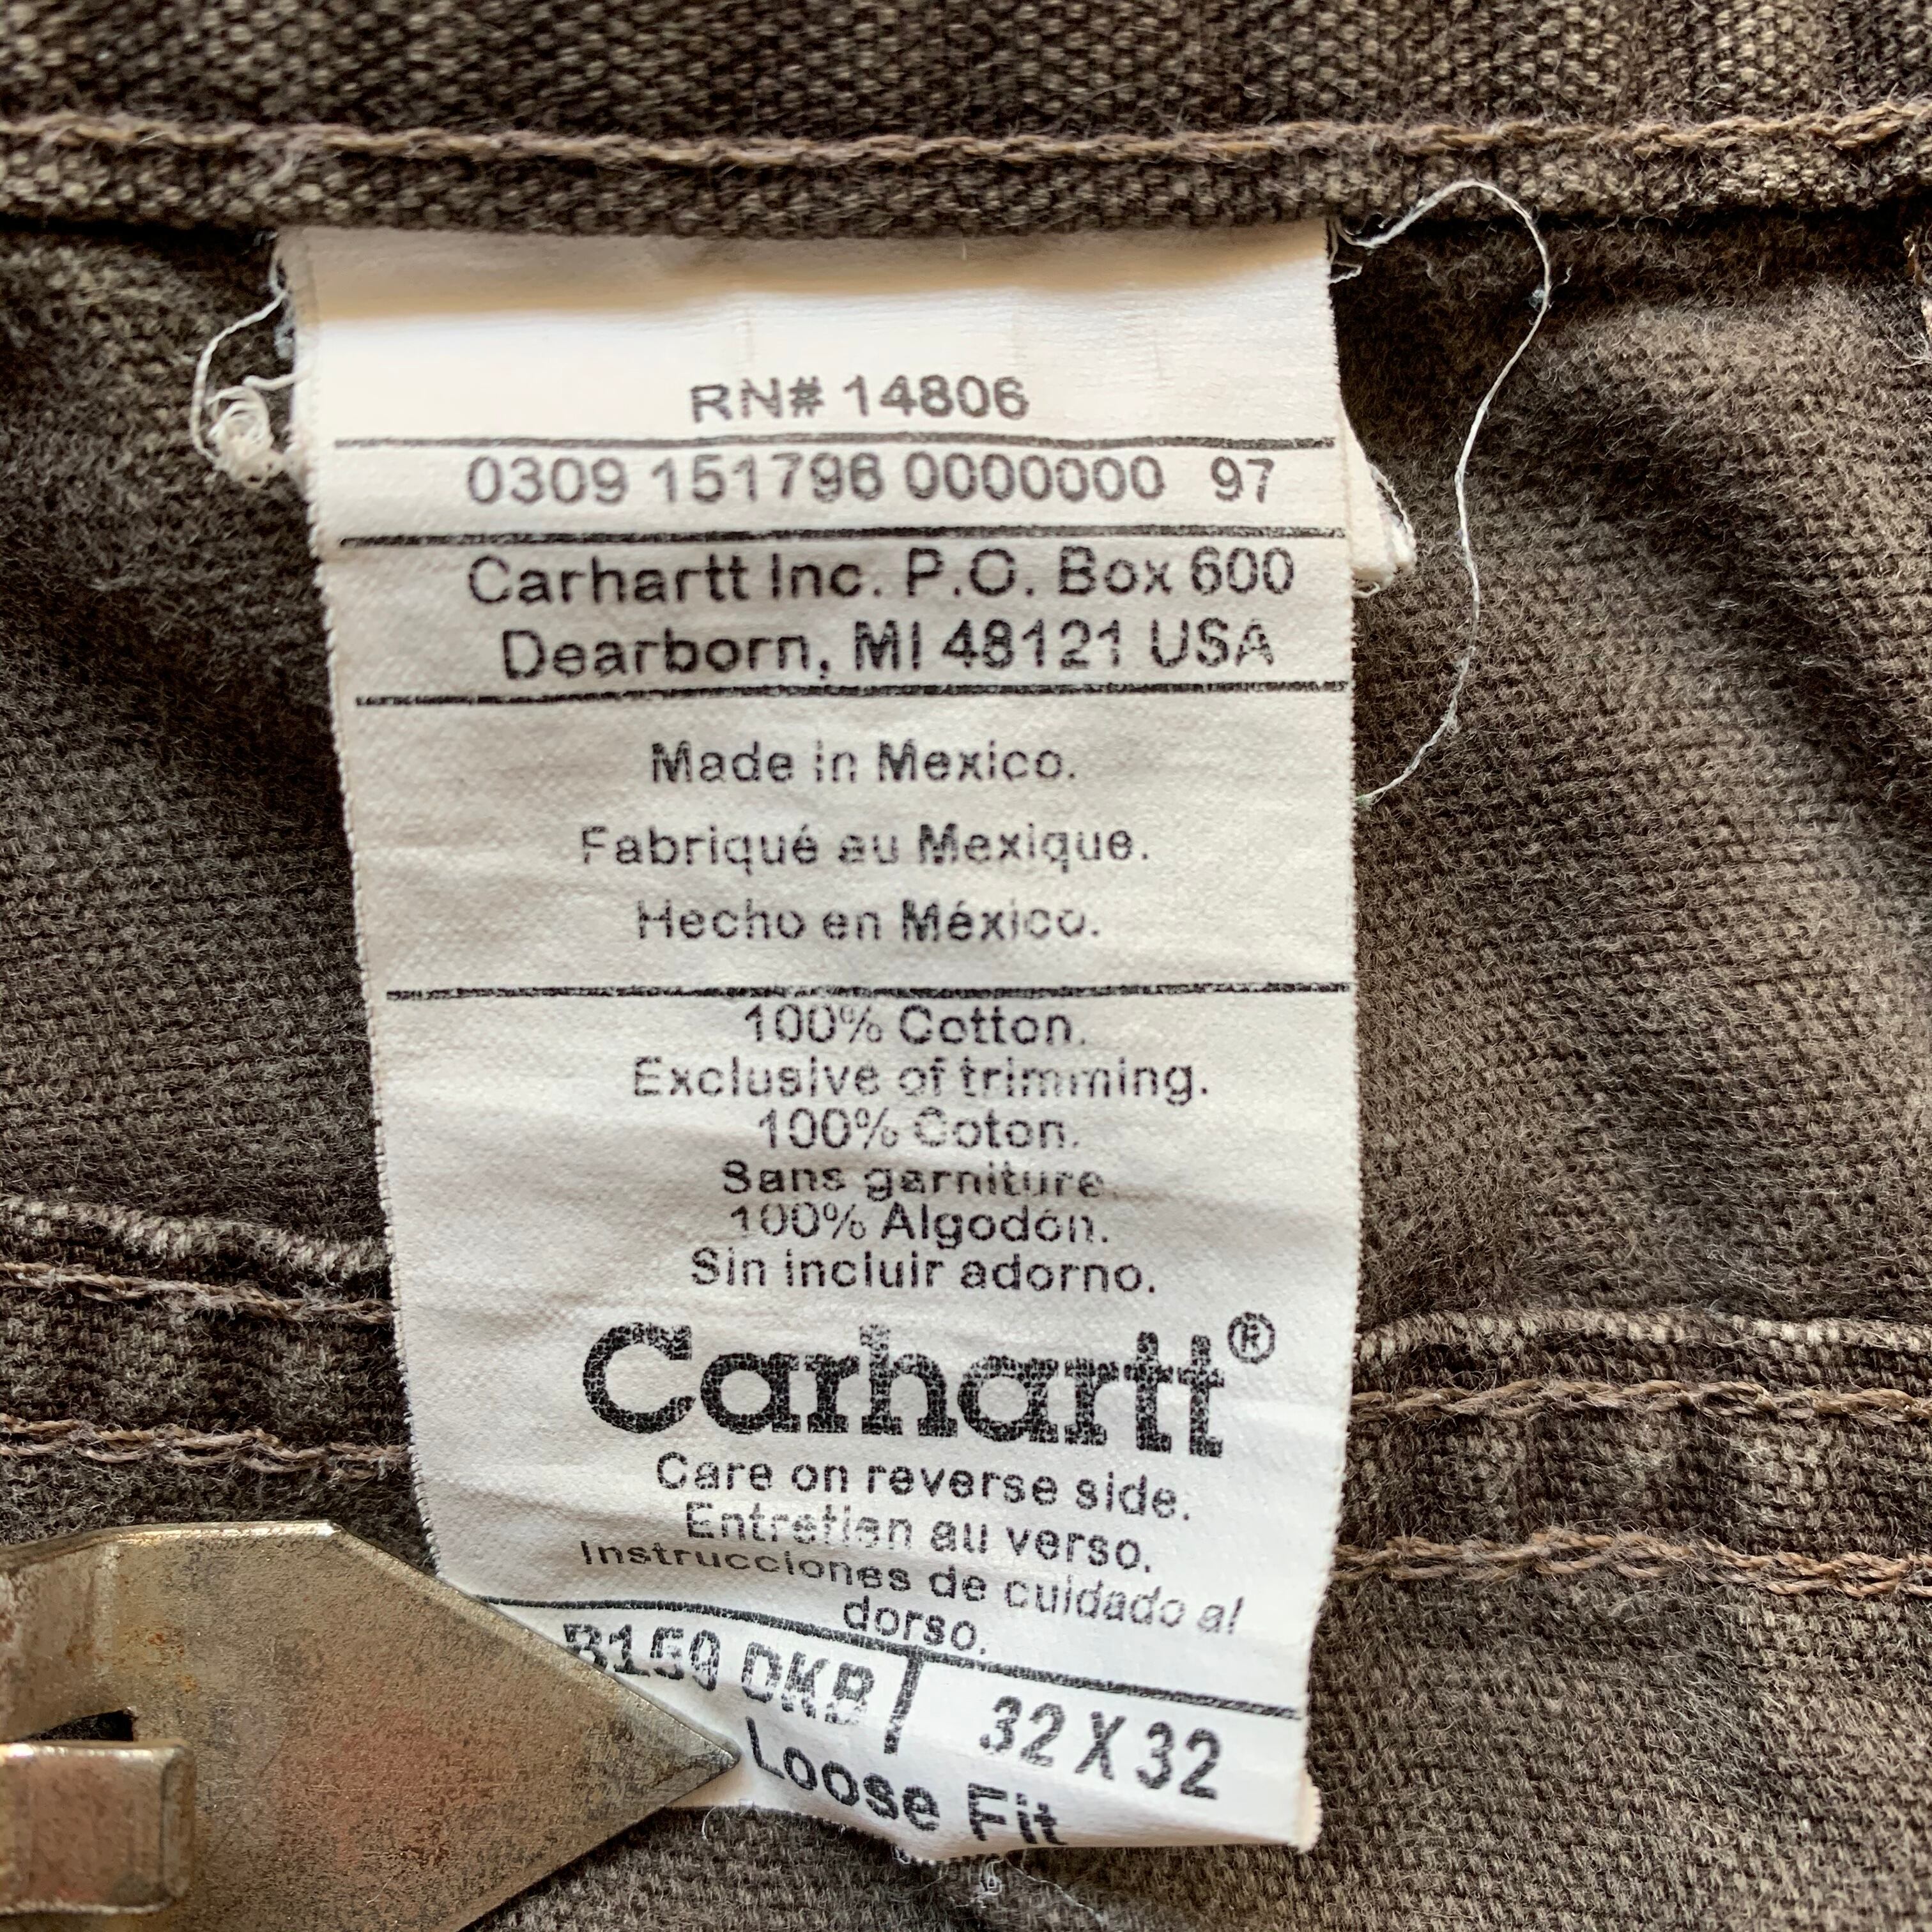 RN# 14806
0309 151796 0000000 97
Carhartt Inc. P.O. Box 600
Dearborn, MI 48121 USA
Made in Mexico.
Fabriqué au Mexique.
Hecho en México.
100% Cotton.
Exclusive of trimming.
100% Coton.
Sans garniture.
100% Algodón.
Sin incluir adorno.
Carhartt®
Care on reverse side.
Entretien au verso.
Instrucciones de cuidado al
dorso.
B159 DKB 32 X 32
Loose Fit